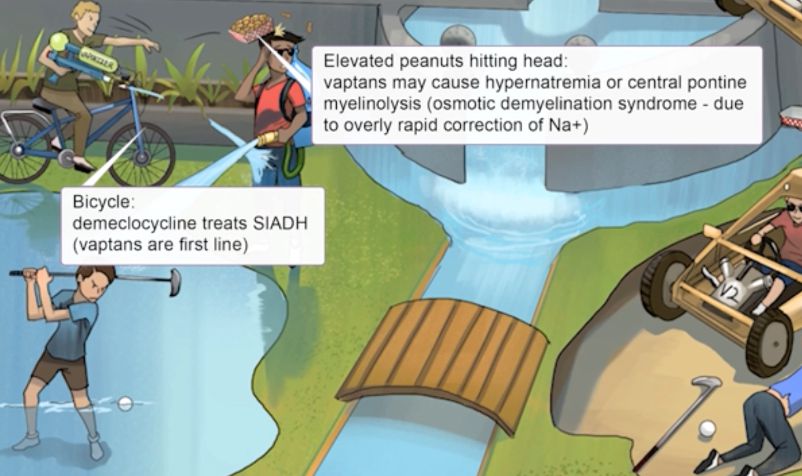 VAPORIZER
Elevated peanuts hitting head:
vaptans may cause hypernatremia or central pontine
myelinolysis (osmotic demyelination syndrome - due
to overly rapid correction of Na+)
Bicycle:
demeclocycline treats SIADH
(vaptans are first line)
V2